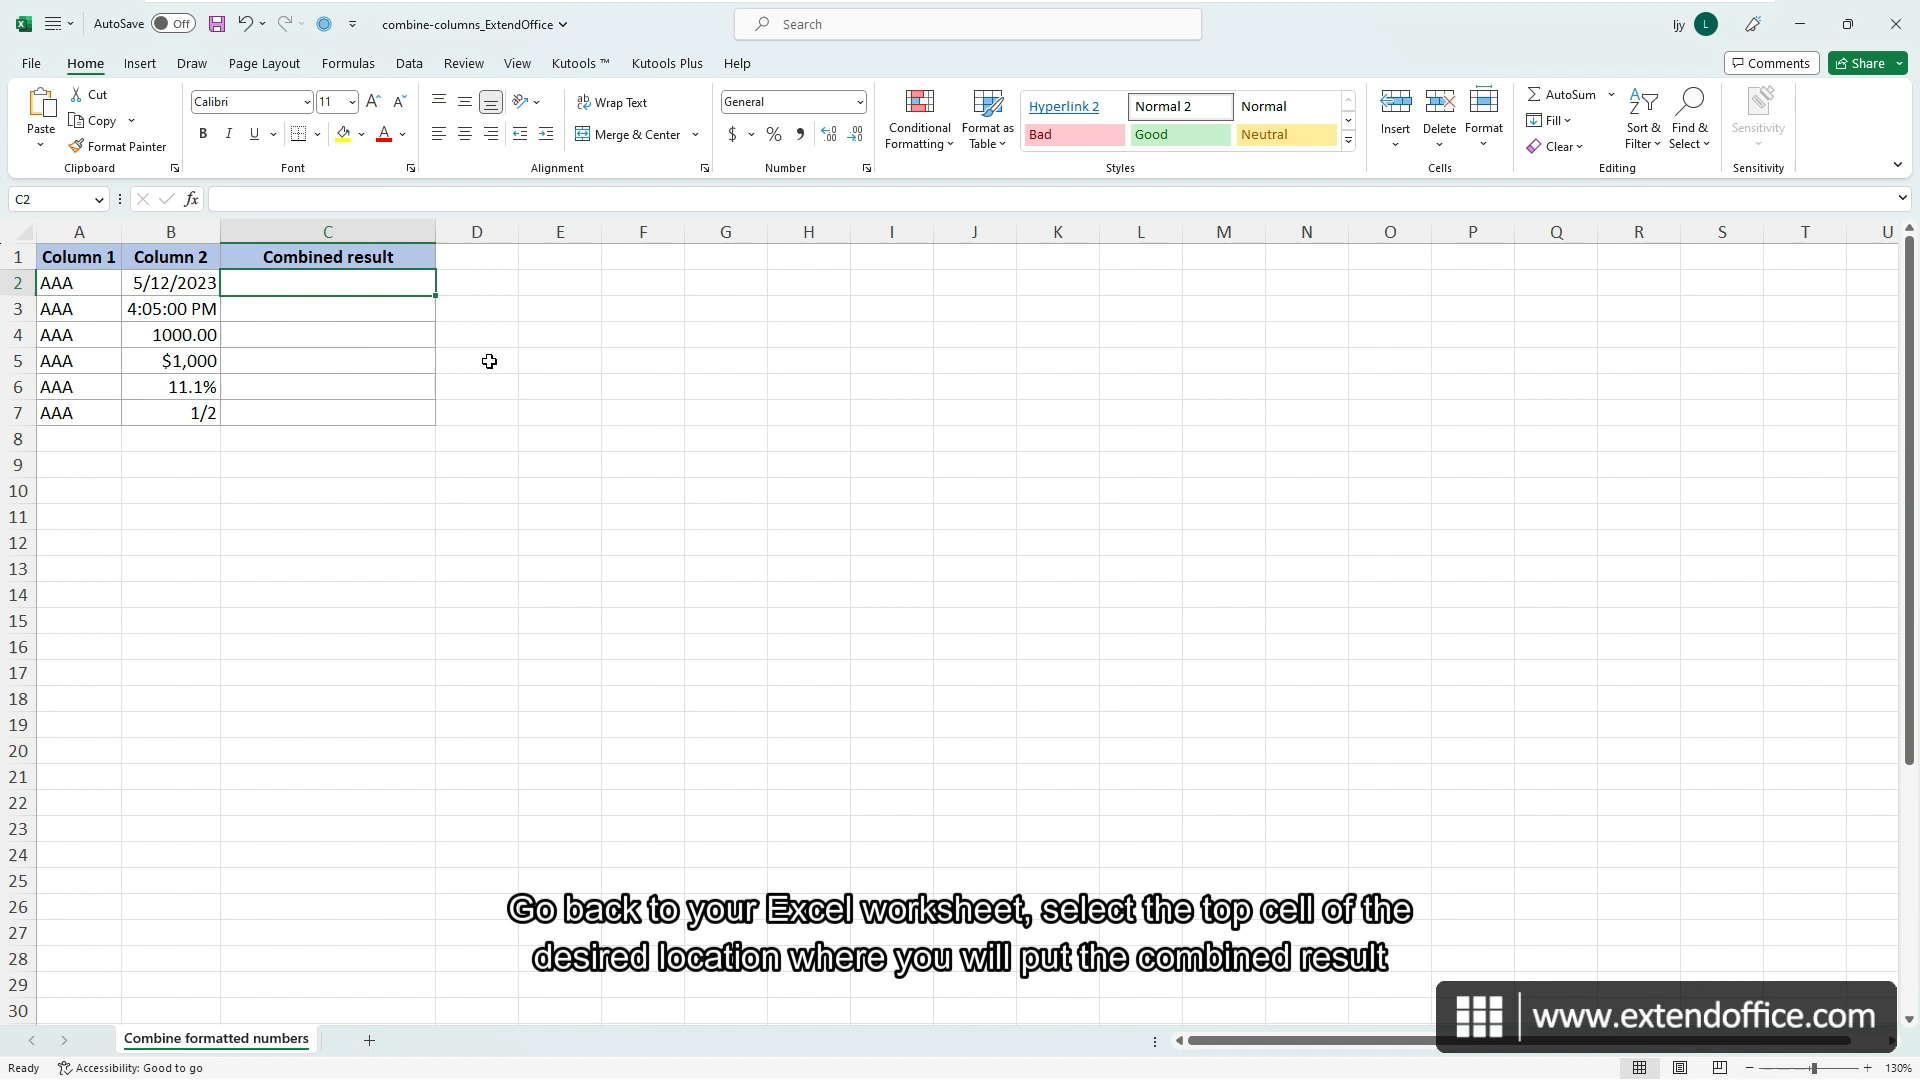 AutoSave Off combine-columns_ExtendOffice Search ljy L
File Home Insert Draw Page Layout Formulas Data Review View Kutools ™ Kutools Plus Help Comments Share
Paste Cut Copy Format Painter Clipboard
Calibri 11 B I U A Font
Wrap Text Merge & Center Alignment
General $ % Number
Conditional Formatting Format as Table
Hyperlink 2 Normal 2 Normal
Bad Good Neutral
Styles
Insert Delete Format Cells
AutoSum Fill Clear Sort & Filter Find & Select Editing
Sensitivity Sensitivity
C2 fx
A B C D E F G H I J K L M N O P Q R S T U
1 Column 1 Column 2 Combined result
2 AAA 5/12/2023
3 AAA 4:05:00 PM
4 AAA 1000.00
5 AAA $1,000
6 AAA 11.1%
7 AAA 1/2
8
9
10
11
12
13
14
15
16
17
18
19
20
21
22
23
24
25
26
27
28
29
30
Go back to your Excel worksheet, select the top cell of the
desired location where you will put the combined result
www.extendoffice.com
Combine formatted numbers
Ready Accessibility: Good to go 130%